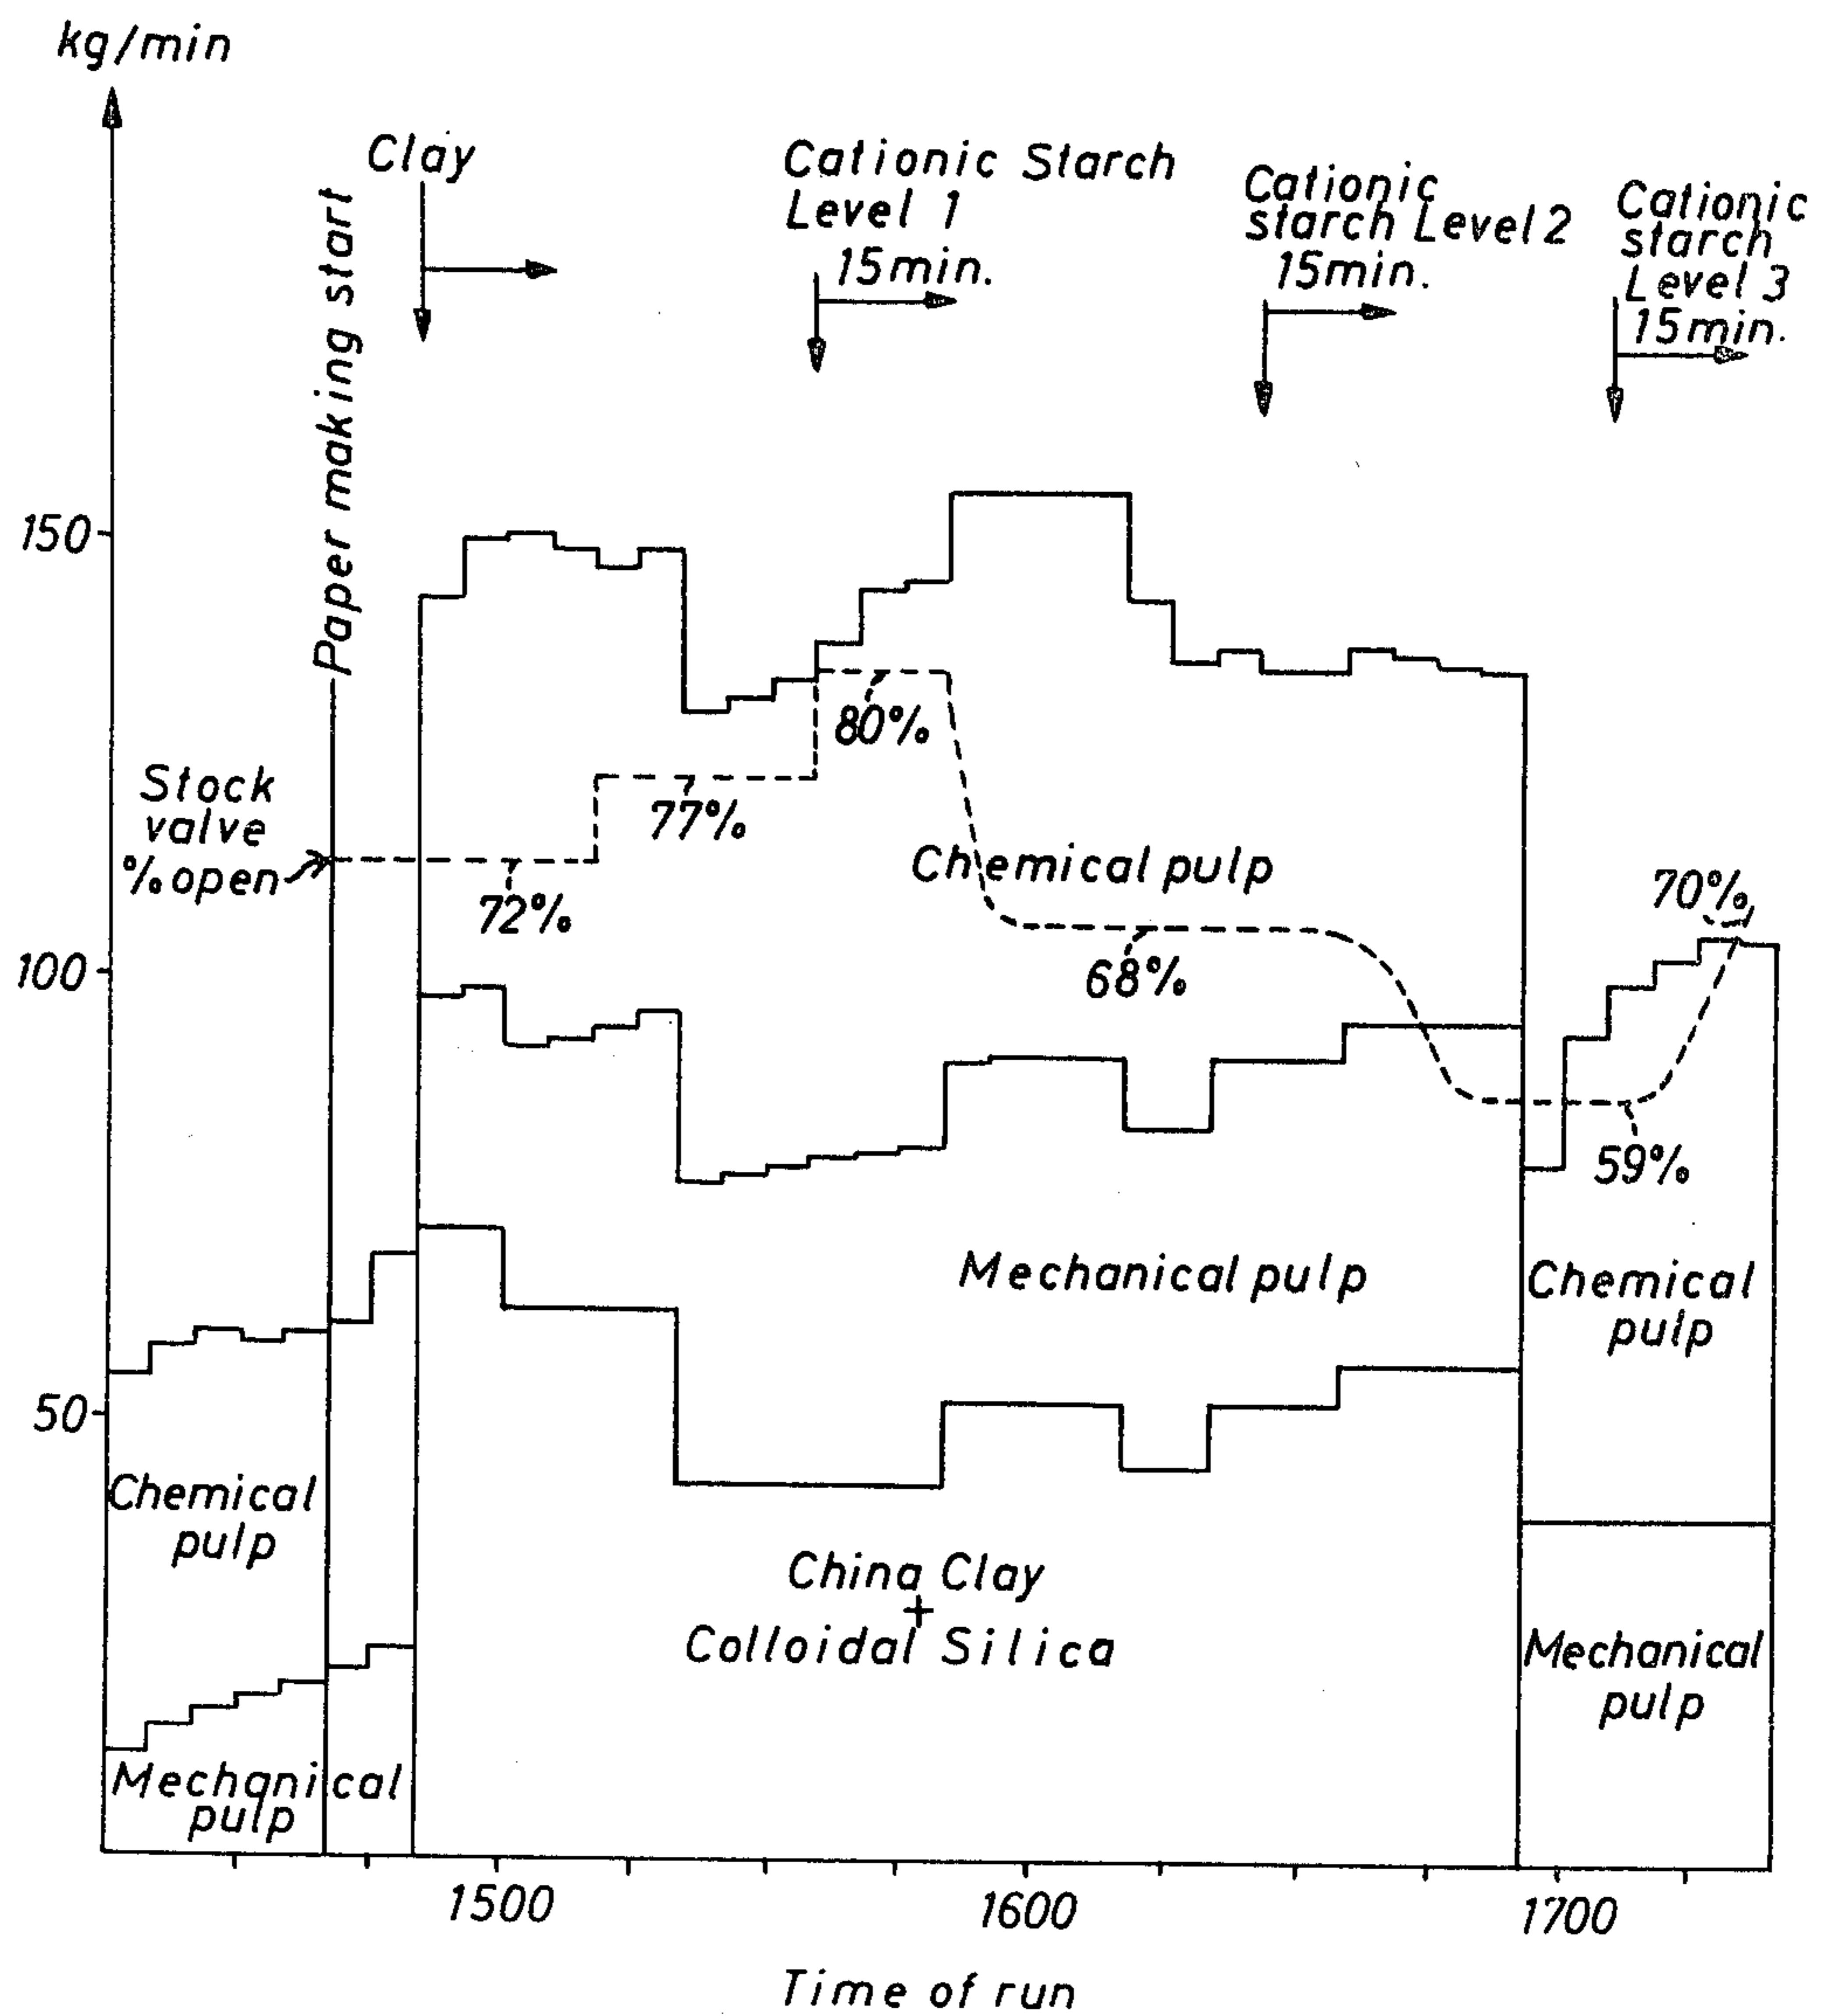 kg/min
Clay
Paper making start
Cationic Starch
Level 1
15min.
Cationic
starch Level 2
15min.
Cationic
starch
Level 3
15min.
150
100
50
Stock
valve
% open
72%
77%
80%
68%
59%
70%
Chemical pulp
Mechanical pulp
China Clay
+
Colloidal Silica
Chemical
pulp
Mechanical
pulp
Chemical
pulp
Mechanical
pulp
1500
1600
1700
Time of run